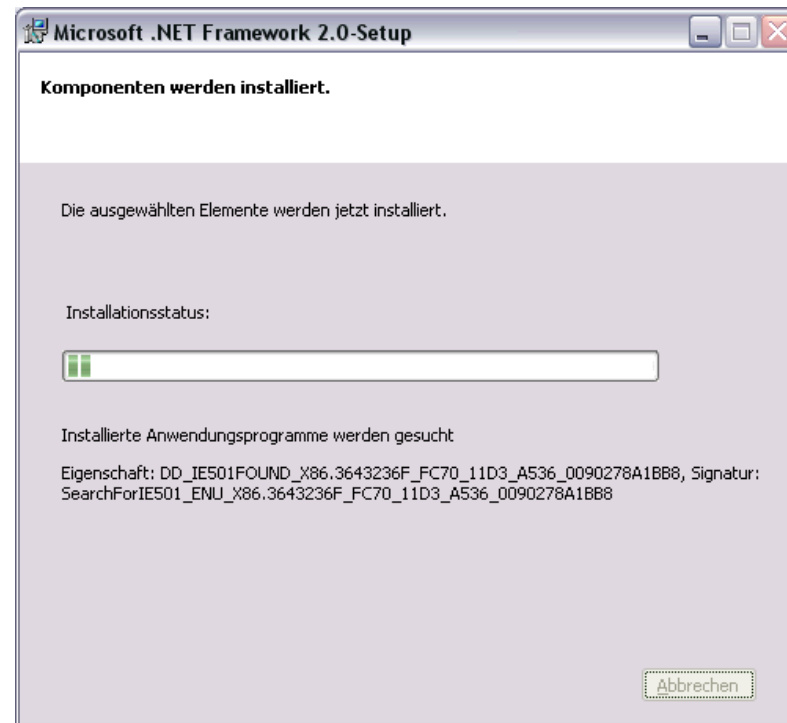 Microsoft .NET Framework 2.0-Setup
Komponenten werden installiert.
Die ausgewählten Elemente werden jetzt installiert.
Installationsstatus:
Installierte Anwendungsprogramme werden gesucht
Eigenschaft: DD_IE501FOUND_X86.3643236F_FC70_11D3_A536_0090278A1BB8, Signatur:
SearchForIE501_ENU_X86.3643236F_FC70_11D3_A536_0090278A1BB8
Abbrechen